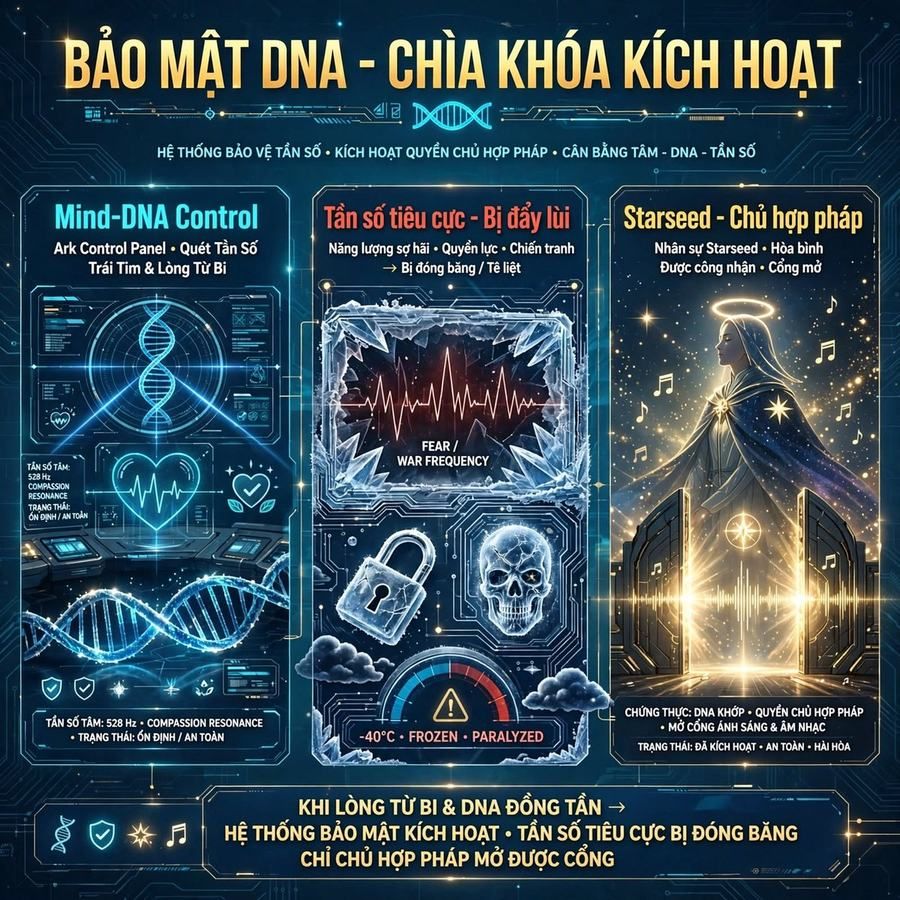 BẢO MẬT DNA - CHÌA KHÓA KÍCH HOẠT
HỆ THỐNG BẢO VỆ TẦN SỐ • KÍCH HOẠT QUYỀN CHỦ HỢP PHÁP • CÂN BẰNG TÂM - DNA - TẦN SỐ
Mind-DNA Control
Ark Control Panel • Quét Tần Số
Trái Tim & Lòng Từ Bi
TẦN SỐ TÂM:
528 Hz
COMPASSION
RESONANCE
TRẠNG THÁI:
ỔN ĐỊNH / AN TOÀN
TẦN SỐ TÂM: 528 Hz • COMPASSION RESONANCE
• TRẠNG THÁI: ỔN ĐỊNH / AN TOÀN
Tần số tiêu cực - Bị đẩy lùi
Năng lượng sợ hãi • Quyền lực • Chiến tranh
→ Bị đóng băng / Tê liệt
FEAR /
WAR FREQUENCY
-40°C • FROZEN • PARALYZED
Starseed - Chủ hợp pháp
Nhân sự Starseed • Hòa bình
Được công nhận • Cổng mở
CHỨNG THỰC: DNA KHỚP • QUYỀN CHỦ HỢP PHÁP
• MỞ CỔNG ÁNH SÁNG & ÂM NHẠC
TRẠNG THÁI: ĐÃ KÍCH HOẠT • AN TOÀN • HÀI HÒA
KHI LÒNG TỪ BI & DNA ĐỒNG TẦN →
HỆ THỐNG BẢO MẬT KÍCH HOẠT • TẦN SỐ TIÊU CỰC BỊ ĐÓNG BĂNG
CHỈ CHỦ HỢP PHÁP MỞ ĐƯỢC CỔNG